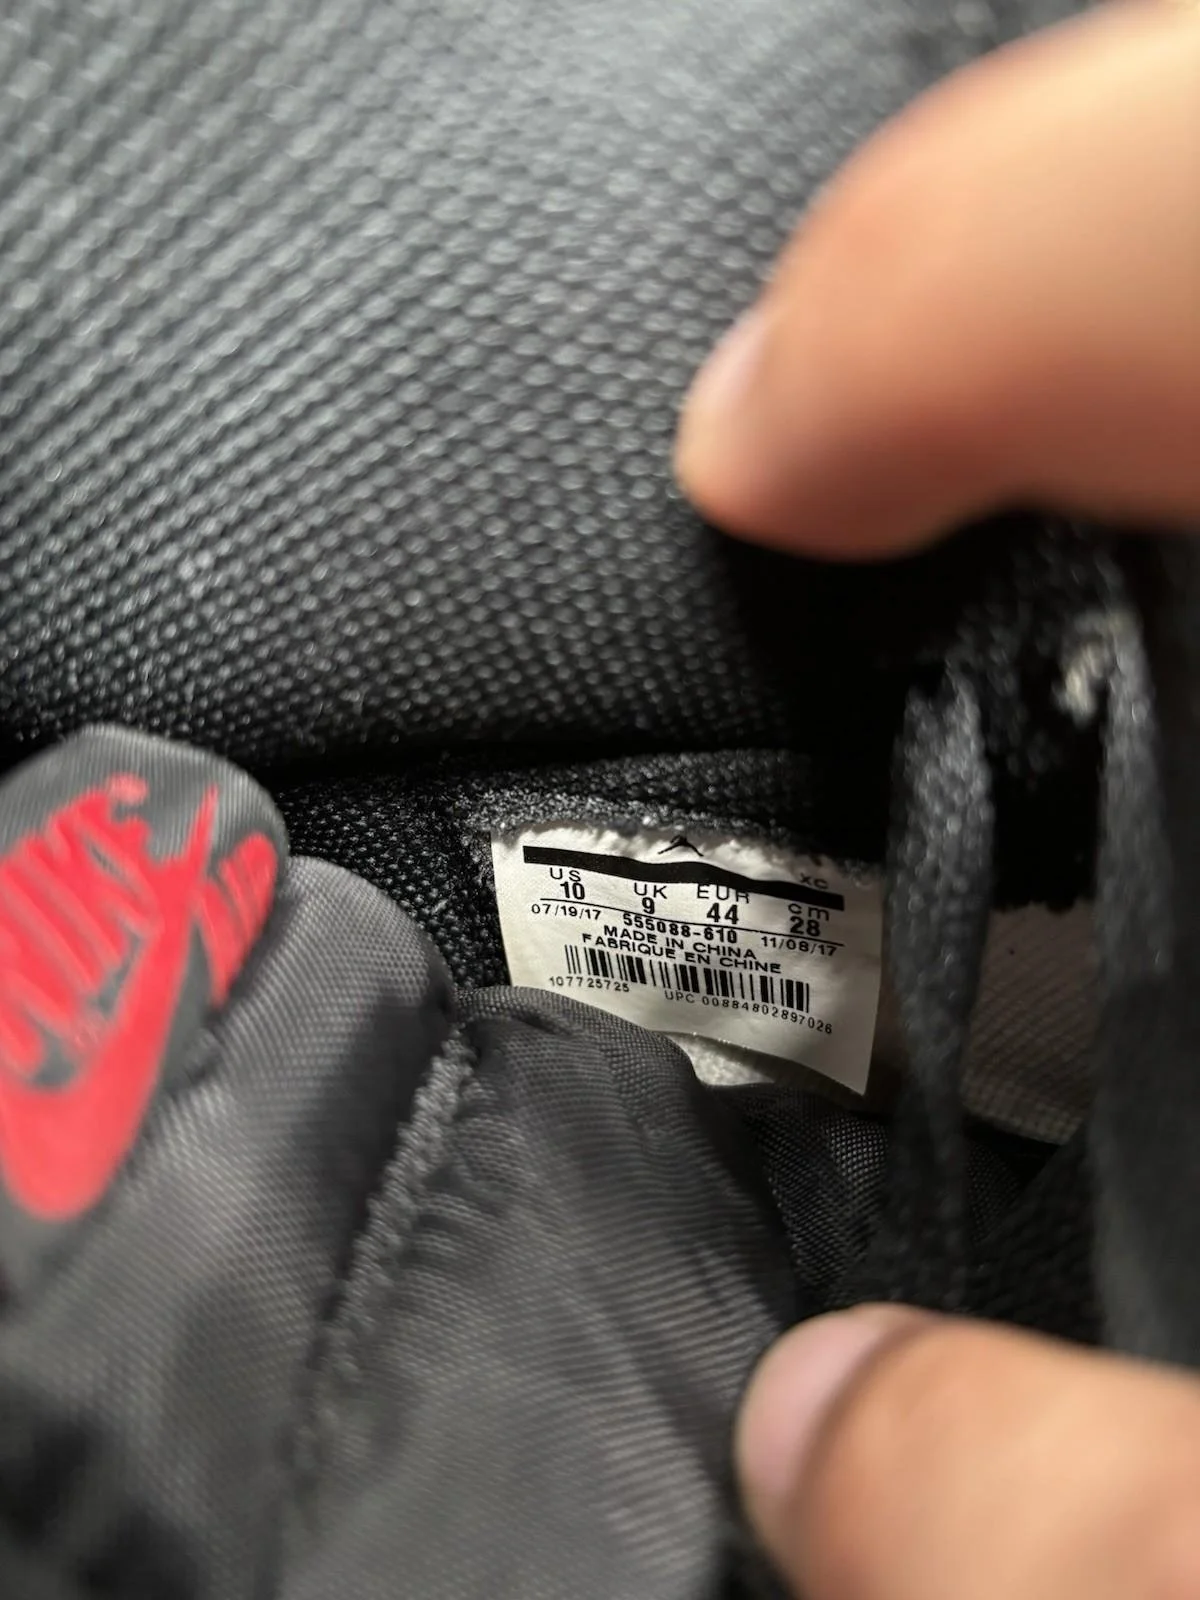 NIKE
AIR
XC
US UK EUR cm
10 9 44 28
07/19/17 555088-610 11/08/17
MADE IN CHINA
FABRIQUE EN CHINE
107725725 UPC 00884802897026